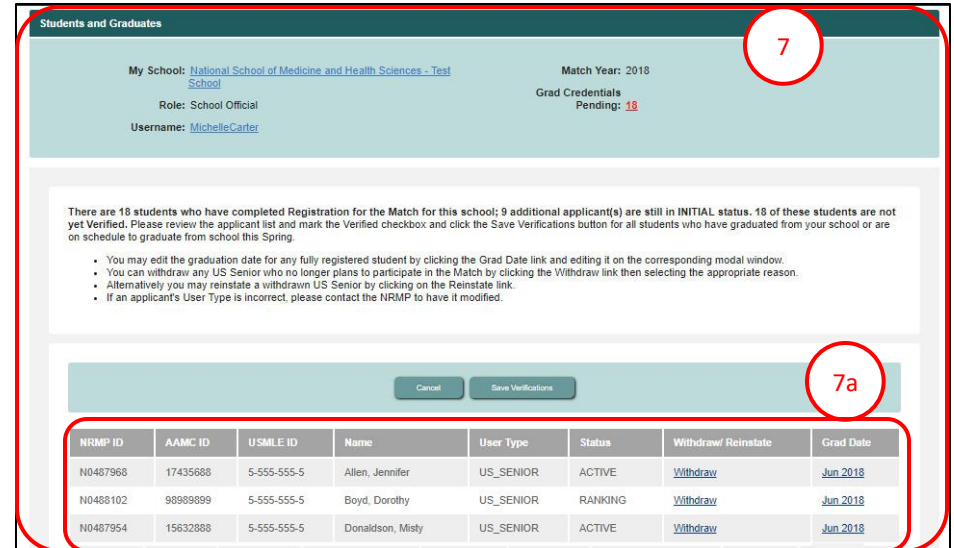 Students and Graduates
7
My School: National School of Medicine and Health Sciences - Test
School
Match Year: 2018
Role: School Official
Grad Credentials
Pending: 18
Username: MichelleCarter
There are 18 students who have completed Registration for the Match for this school; 9 additional applicant(s) are still in INITIAL status. 18 of these students are not
yet Verified. Please review the applicant list and mark the Verified checkbox and click the Save Verifications button for all students who have graduated from your school or are
on schedule to graduate from school this Spring.
• You may edit the graduation date for any fully registered student by clicking the Grad Date link and editing it on the corresponding modal window.
• You can withdraw any US Senior who no longer plans to participate in the Match by clicking the Withdraw link then selecting the appropriate reason.
• Alternatively you may reinstate a withdrawn US Senior by clicking on the Reinstate link.
• If an applicant's User Type is incorrect, please contact the NRMP to have it modified.
7a
Cancel Save Verifications
NRMP ID AAMC ID USMLE ID Name User Type Status Withdraw/ Reinstate Grad Date
N0487968 17435688 5-555-555-5 Allen, Jennifer US_SENIOR ACTIVE Withdraw Jun 2018
N0488102 98989899 5-555-555-5 Boyd, Dorothy US_SENIOR RANKING Withdraw Jun 2018
N0487954 15632888 5-555-555-5 Donaldson, Misty US_SENIOR ACTIVE Withdraw Jun 2018